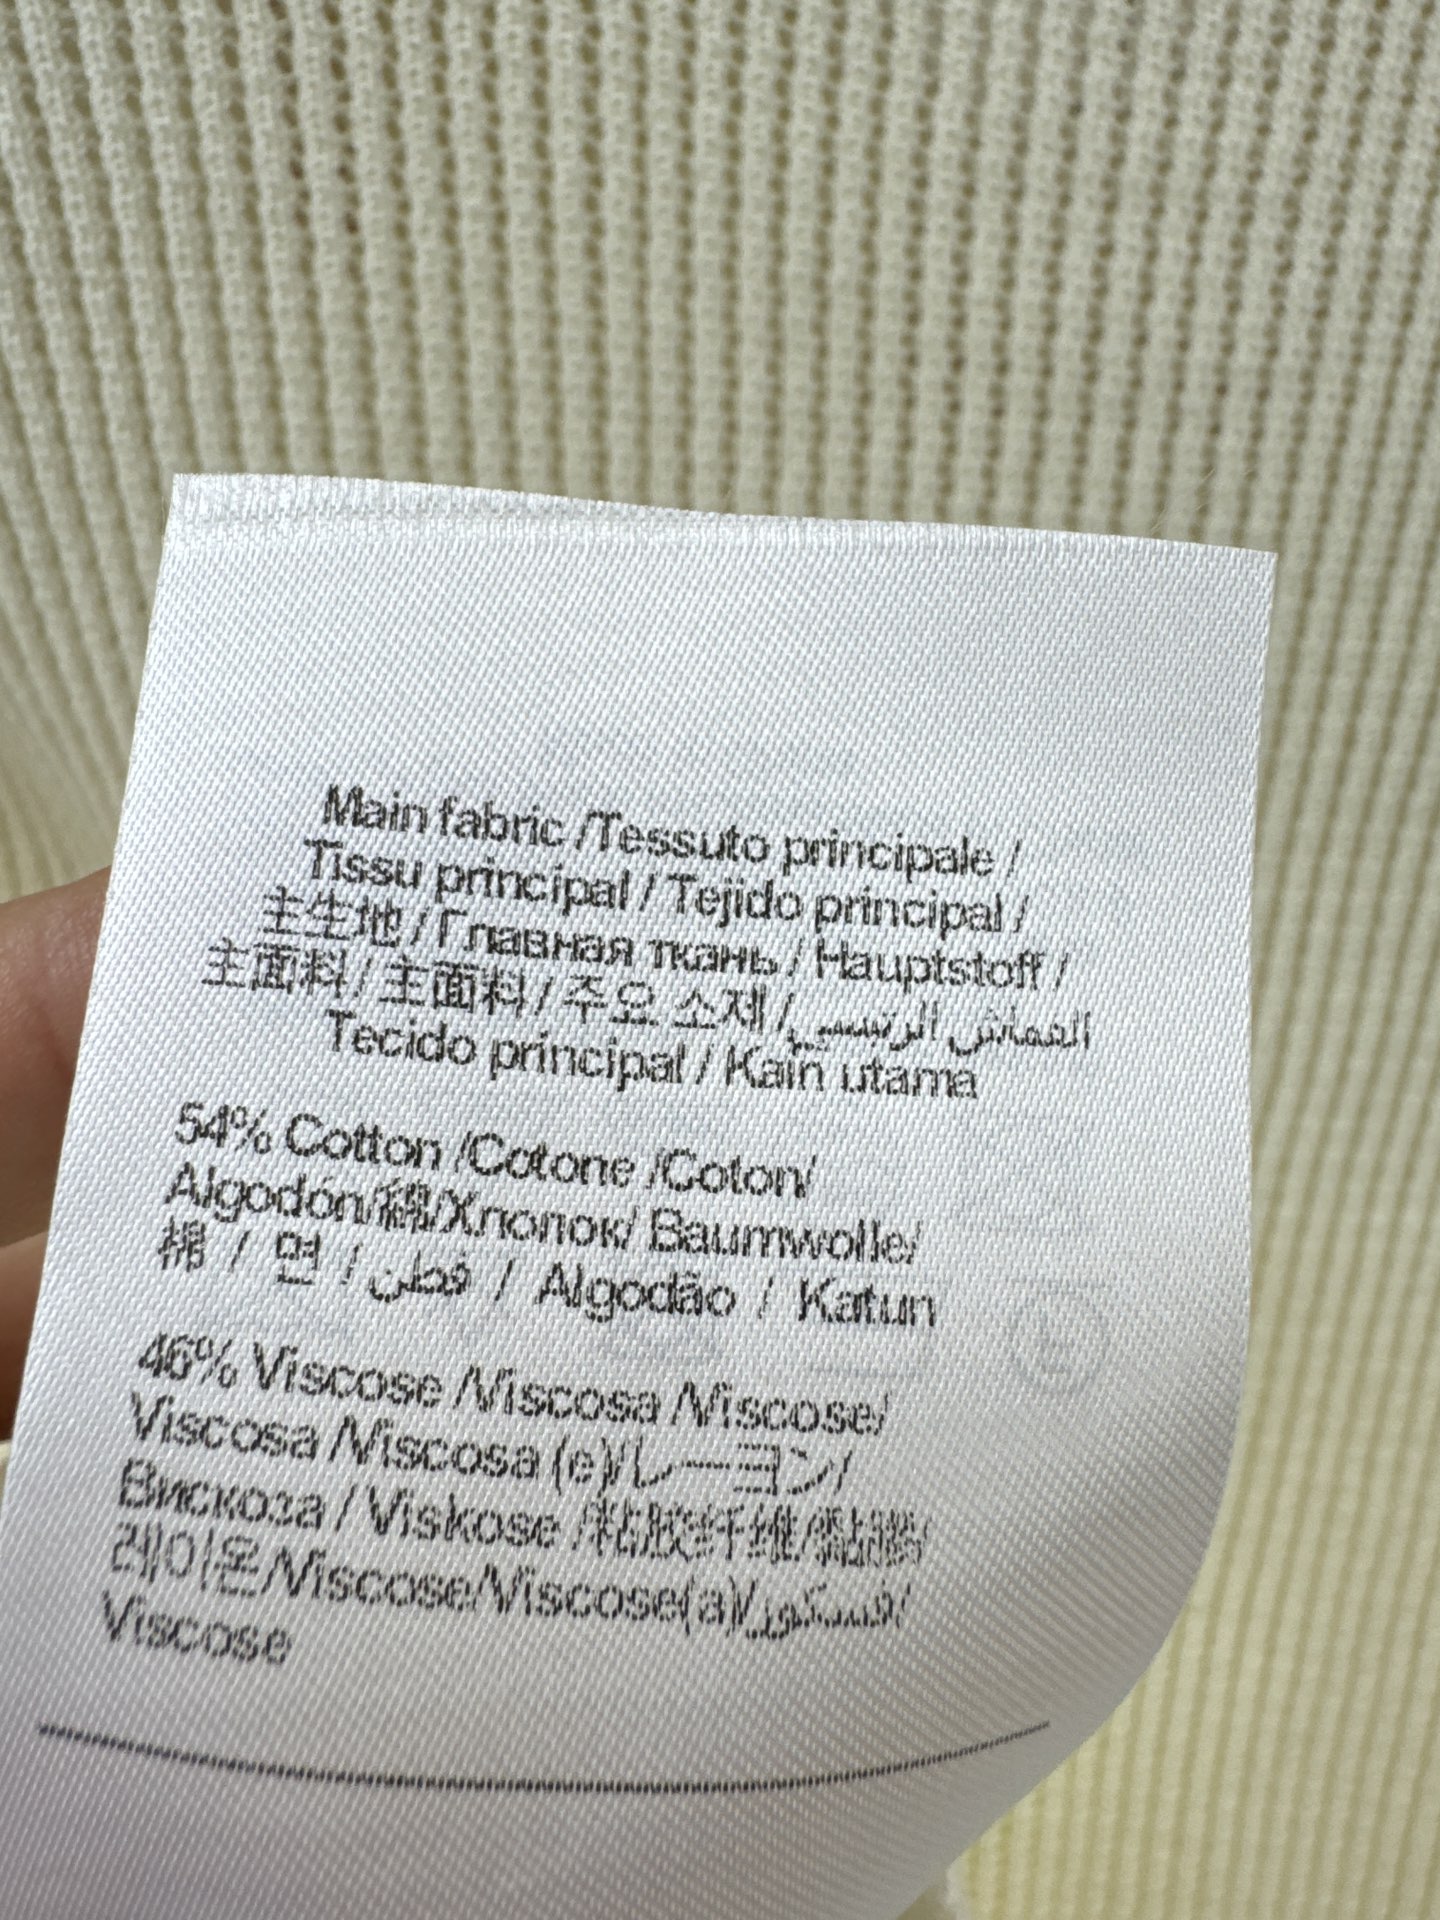 Main fabric /Tessuto principale /
Tissu principal / Tejido principal /
主生地 / Главная ткань / Hauptstoff /
主面料 / 主面料 / 주요 소재 / القماش الرئيسي
Tecido principal / Kain utama
54% Cotton /Cotone /Coton/
Algodón/綿/Хлопок/ Baumwolle/
棉 / 면 / قطن / Algodão / Katun
46% Viscose /Viscosa /Viscose/
Viscosa /Viscosa (e)/レーヨン/
Вискоза / Viskose /粘胶纤维/
레이온/Viscose/Viscose(a)/فيسكوز/
Viscose